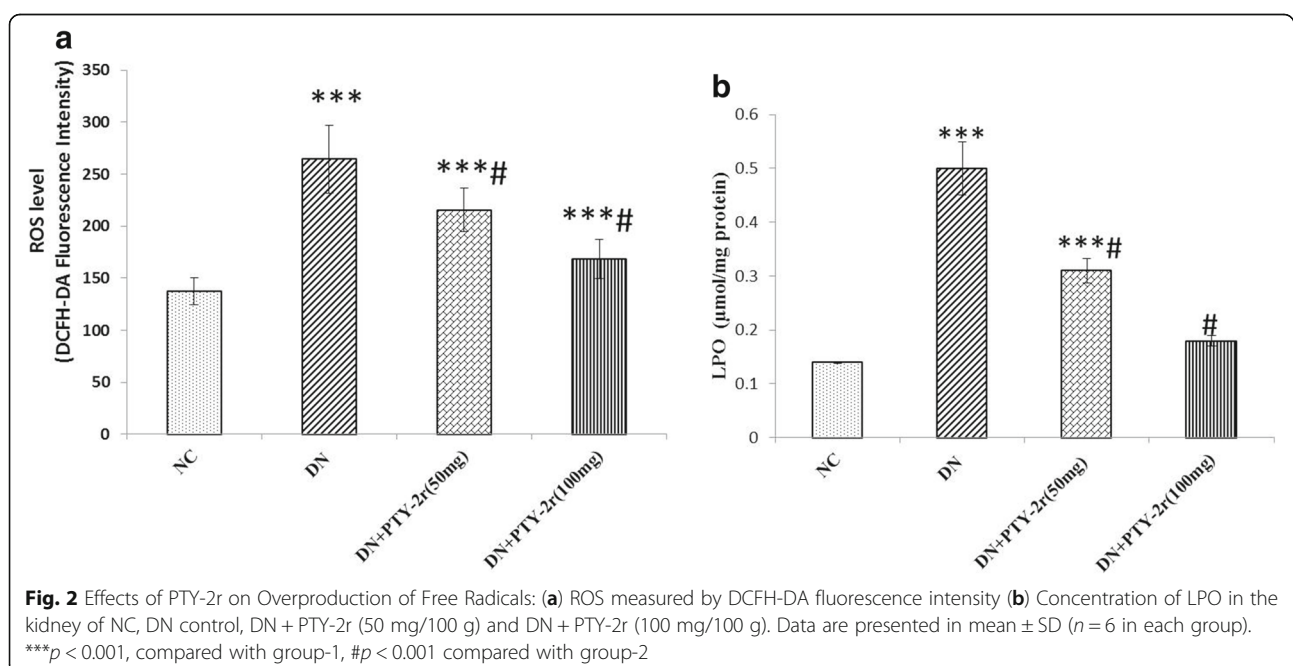 a
ROS level
(DCFH-DA Fluorescence Intensity)
350
300
250
200
150
100
50
0
***
***#
***#
NC
DN
DN+PTY-2r(50mg)
DN+PTY-2r(100mg)
b
LPO (µmol/mg protein)
0.6
0.5
0.4
0.3
0.2
0.1
0
***
***#
#
NC
DN
DN+PTY-2r(50mg)
DN+PTY-2r(100mg)
Fig. 2 Effects of PTY-2r on Overproduction of Free Radicals: (a) ROS measured by DCFH-DA fluorescence intensity (b) Concentration of LPO in the
kidney of NC, DN control, DN + PTY-2r (50 mg/100 g) and DN + PTY-2r (100 mg/100 g). Data are presented in mean ± SD (n = 6 in each group).
***p < 0.001, compared with group-1, #p < 0.001 compared with group-2